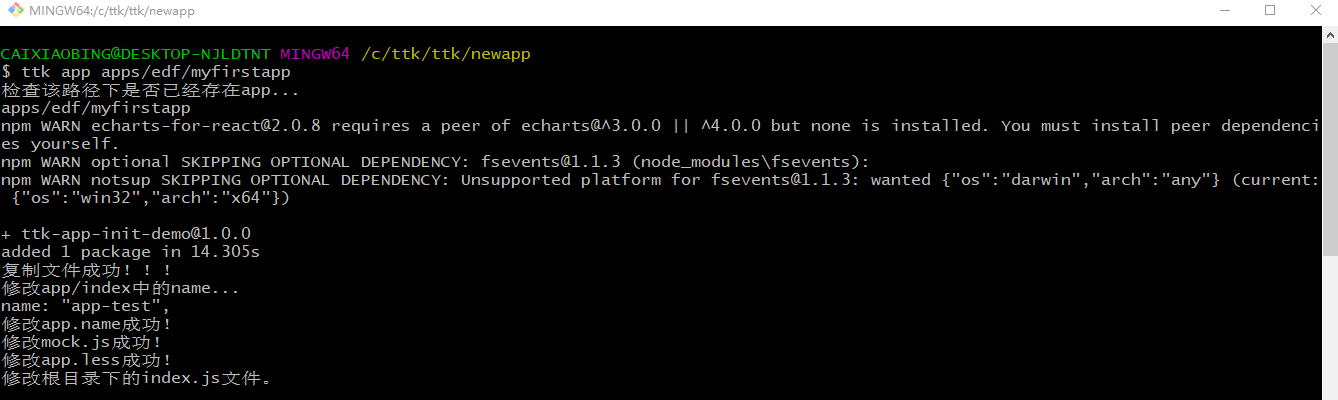 MINGW64:/c/ttk/ttk/newapp
CAIXIAOBING@DESKTOP-NJLDTNT MINGW64 /c/ttk/ttk/newapp
$ ttk app apps/edf/myfirstapp
检查该路径下是否已经存在app...
apps/edf/myfirstapp
npm WARN echarts-for-react@2.0.8 requires a peer of echarts@^3.0.0 || ^4.0.0 but none is installed. You must install peer dependenci
es yourself.
npm WARN optional SKIPPING OPTIONAL DEPENDENCY: fsevents@1.1.3 (node_modules\fsevents):
npm WARN notsup SKIPPING OPTIONAL DEPENDENCY: Unsupported platform for fsevents@1.1.3: wanted {"os":"darwin","arch":"any"} (current:
 {"os":"win32","arch":"x64"})
+ ttk-app-init-demo@1.0.0
added 1 package in 14.305s
复制文件成功！！！
修改app/index中的name...
name: "app-test",
修改app.name成功！
修改mock.js成功！
修改app.less成功！
修改根目录下的index.js文件。